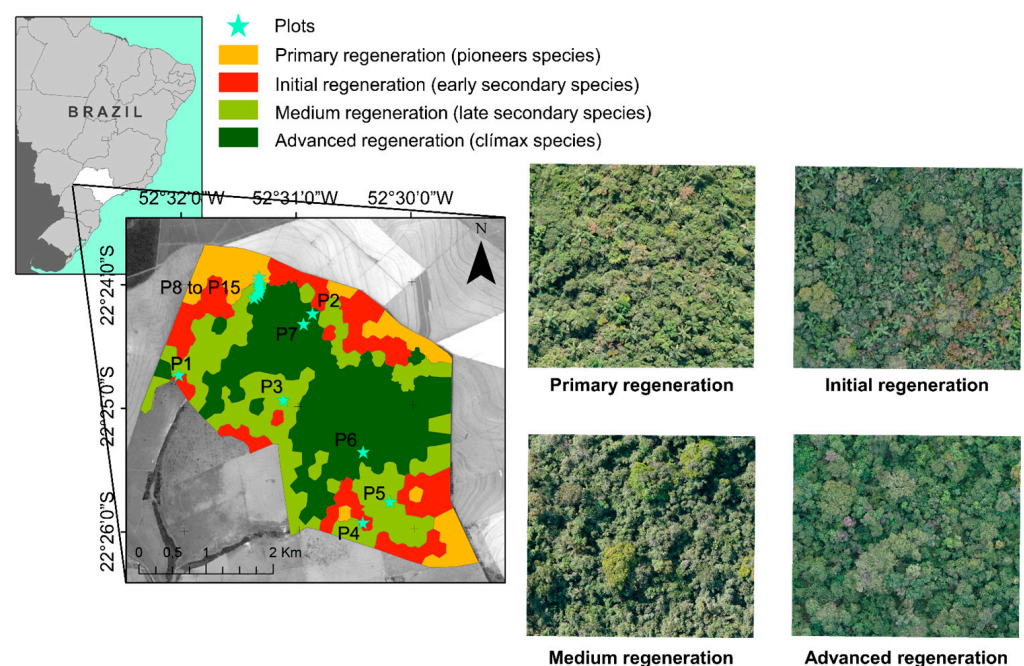 Plots
Primary regeneration (pioneers species)
Initial regeneration (early secondary species)
Medium regeneration (late secondary species)
Advanced regeneration (clímax species)
BRAZIL
52°32'0"W
52°31'0"W
52°30'0"W
N
22°24'0"S
22°25'0"S
22°26'0"S
P8 to P15
P2
P7
P1
P3
P6
P5
P4
0 0.5 1 2 Km
Primary regeneration
Initial regeneration
Medium regeneration
Advanced regeneration